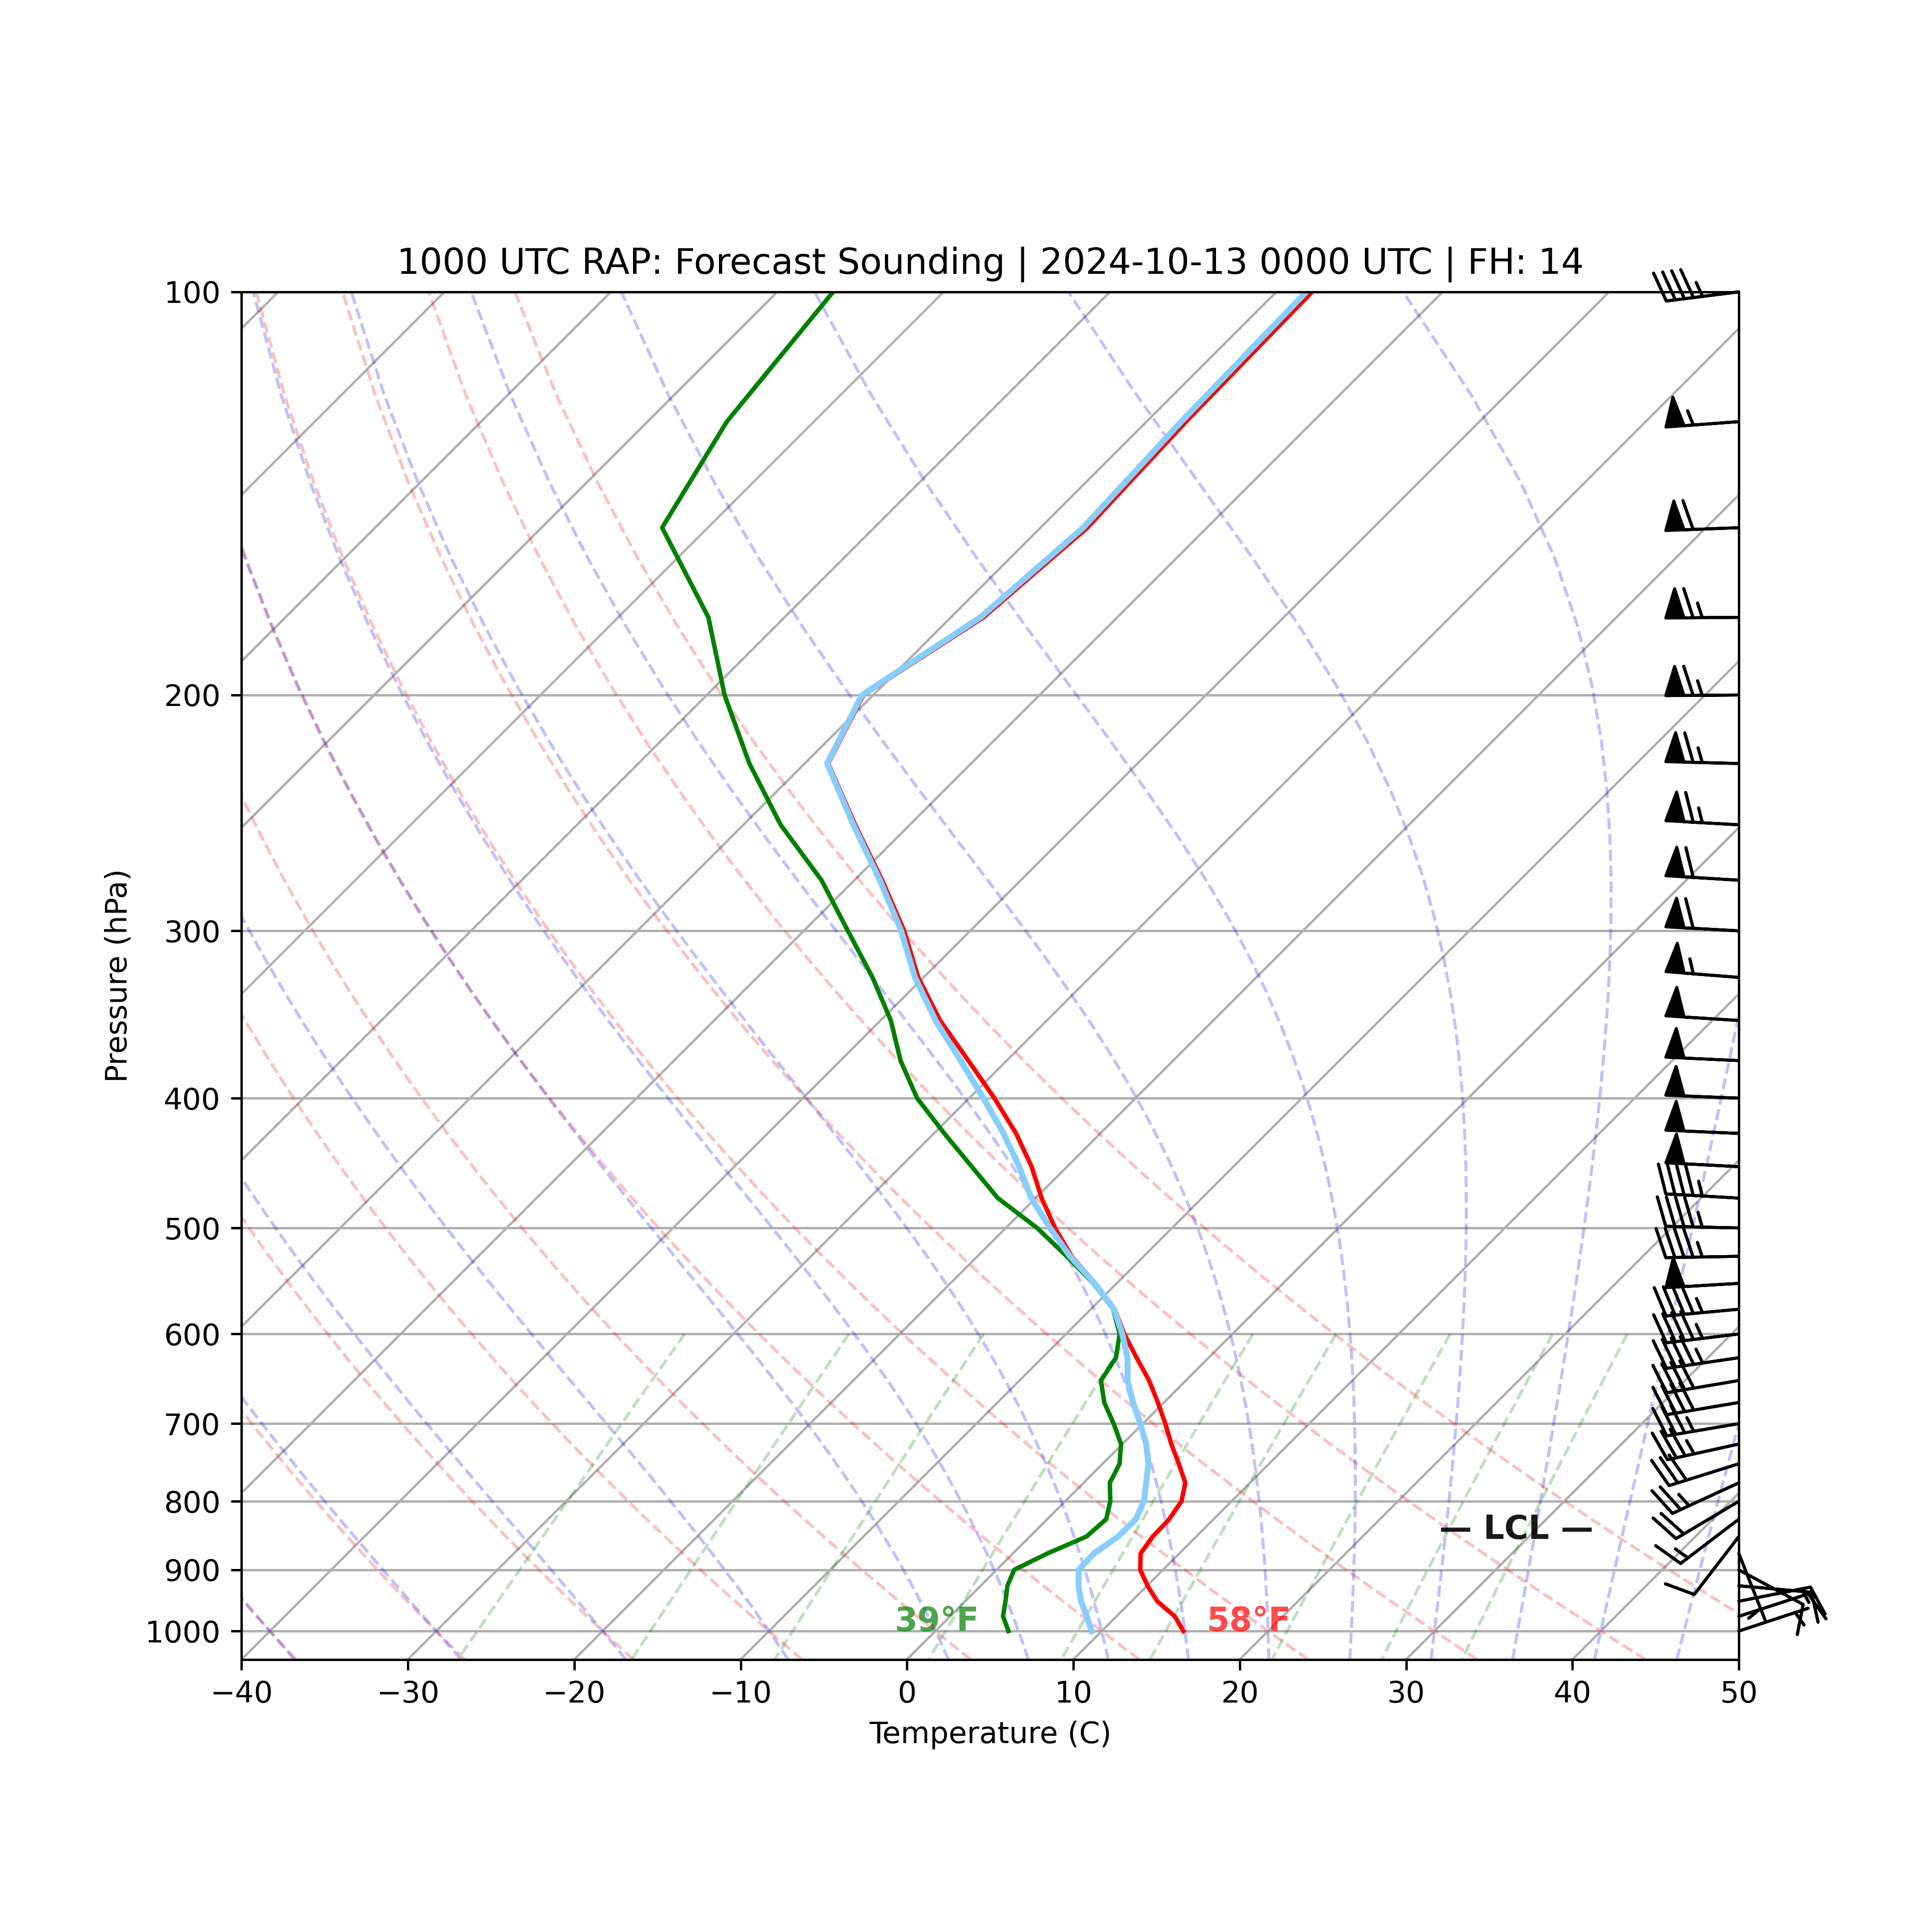 1000 UTC RAP: Forecast Sounding | 2024-10-13 0000 UTC | FH: 14
100
200
300
400
500
600
700
800
900
1000
Pressure (hPa)
— LCL —
39°F
58°F
−40 −30 −20 −10 0 10 20 30 40 50
Temperature (C)